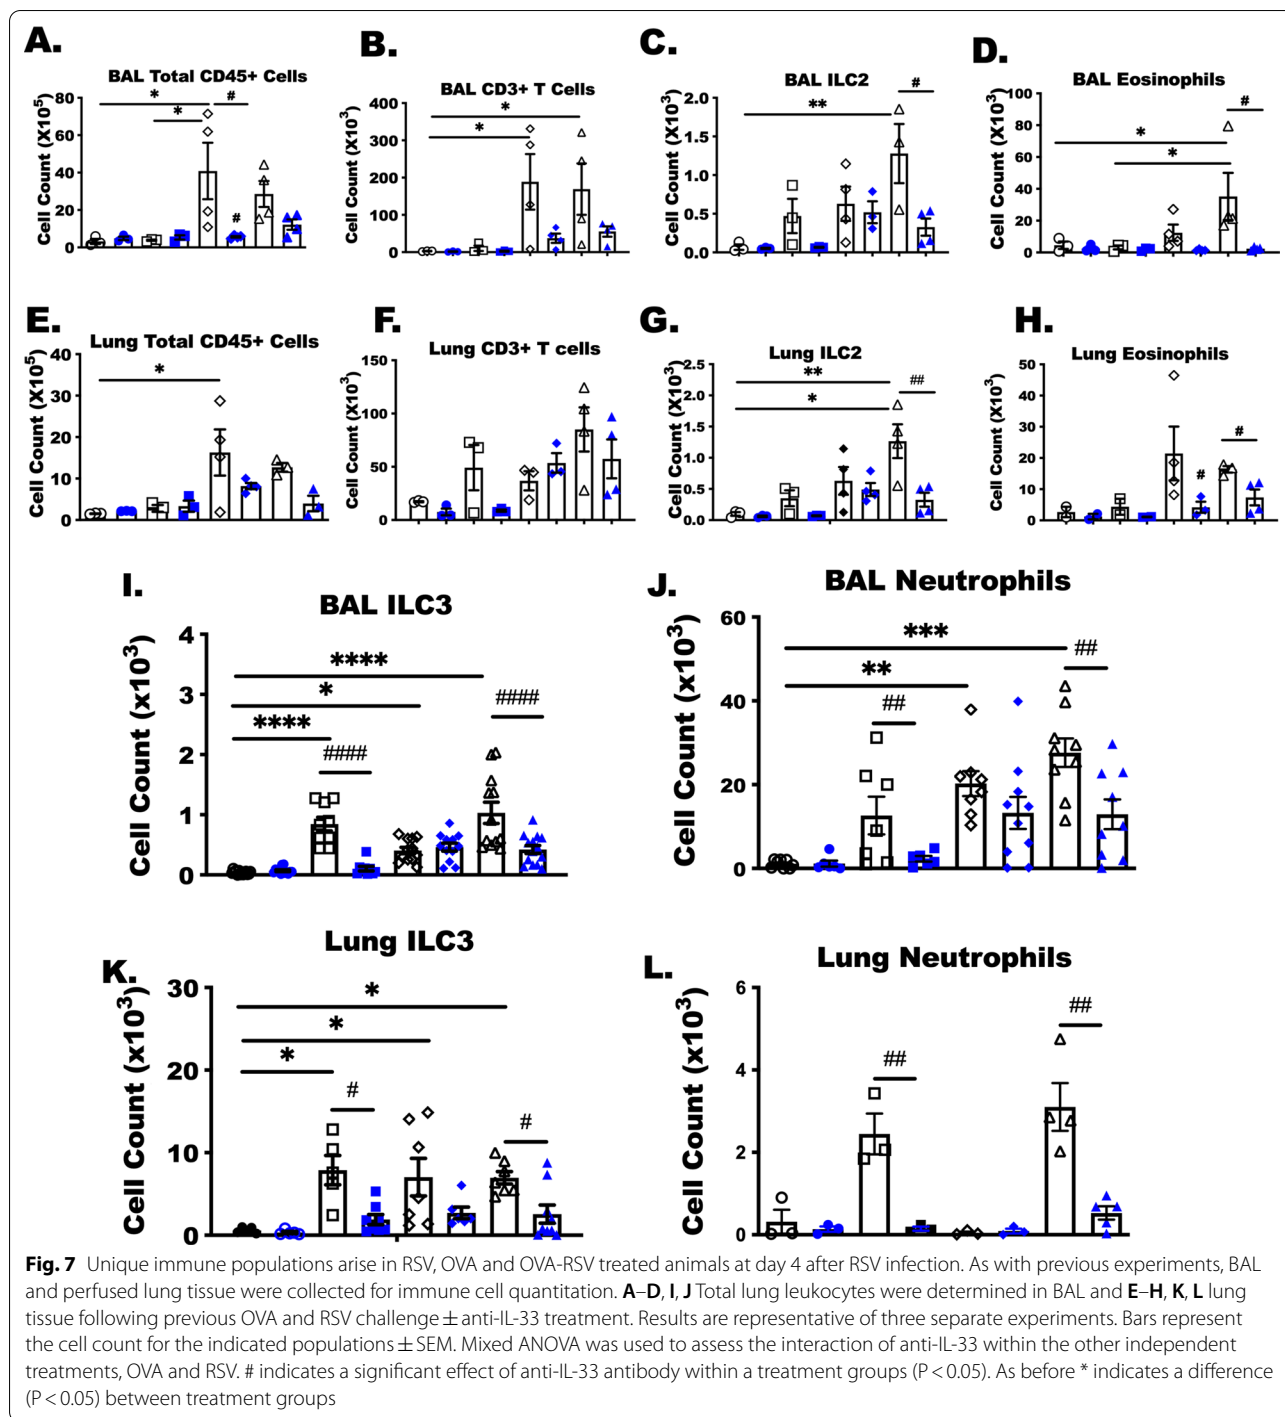 A.
BAL Total CD45+ Cells
Cell Count (X10⁵)
80
60
40
20
0
*
*
#
#
B.
BAL CD3+ T Cells
Cell Count (X10³)
400
300
200
100
0
*
*
C.
BAL ILC2
Cell Count (X10³)
2.0
1.5
1.0
0.5
0.0
**
#
D.
BAL Eosinophils
Cell Count (X10³)
100
80
60
40
20
0
*
*
#
E.
Lung Total CD45+ Cells
Cell Count (X10⁵)
40
30
20
10
0
*
F.
Lung CD3+ T cells
Cell Count (X10³)
150
100
50
0
G.
Lung ILC2
Cell Count (X10³)
2.5
2.0
1.5
1.0
0.5
0.0
**
*
##
H.
Lung Eosinophils
Cell Count (X10³)
50
40
30
20
10
0
#
#
I.
BAL ILC3
Cell Count (x10³)
4
3
2
1
0
****
*
****
####
####
J.
BAL Neutrophils
Cell Count (x10³)
60
40
20
0
***
**
##
##
K.
Lung ILC3
Cell Count (x10³)
30
20
10
0
*
*
*
#
#
L.
Lung Neutrophils
Cell Count (x10³)
6
4
2
0
##
##
Fig. 7 Unique immune populations arise in RSV, OVA and OVA-RSV treated animals at day 4 after RSV infection. As with previous experiments, BAL
and perfused lung tissue were collected for immune cell quantitation. A–D, I, J Total lung leukocytes were determined in BAL and E–H, K, L lung
tissue following previous OVA and RSV challenge ± anti-IL-33 treatment. Results are representative of three separate experiments. Bars represent
the cell count for the indicated populations ± SEM. Mixed ANOVA was used to assess the interaction of anti-IL-33 within the other independent
treatments, OVA and RSV. # indicates a significant effect of anti-IL-33 antibody within a treatment groups (P < 0.05). As before * indicates a difference
(P < 0.05) between treatment groups